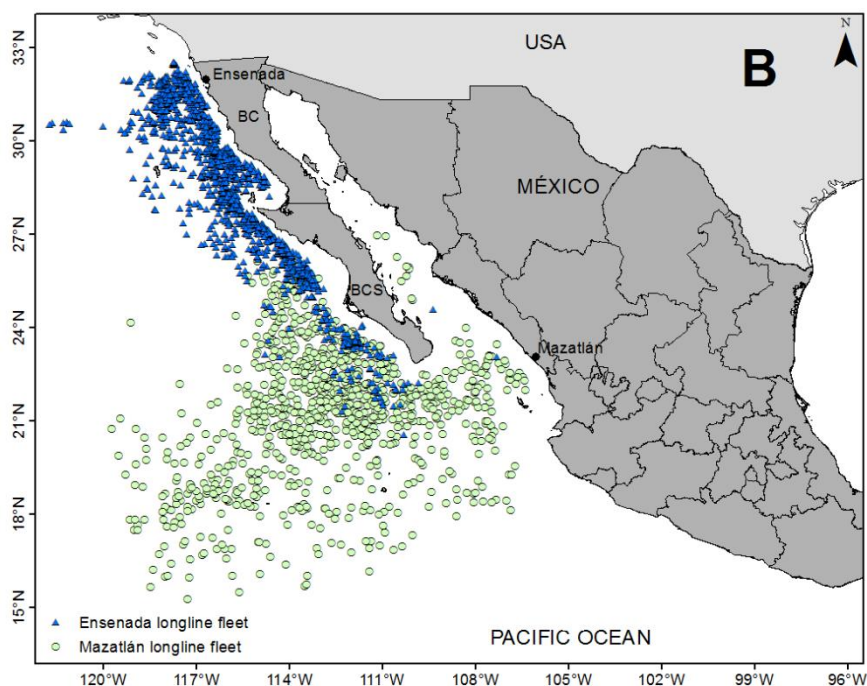 33°N
30°N
27°N
24°N
21°N
18°N
15°N
USA
N
B
Ensenada
BC
MÉXICO
BCS
Mazatlán
Ensenada longline fleet
Mazatlán longline fleet
PACIFIC OCEAN
120°W 117°W 114°W 111°W 108°W 105°W 102°W 99°W 96°W